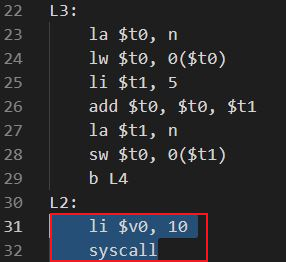 22 L3:
23     la $t0, n
24     lw $t0, 0($t0)
25     li $t1, 5
26     add $t0, $t0, $t1
27     la $t1, n
28     sw $t0, 0($t1)
29     b L4
30 L2:
31     li $v0, 10
32     syscall